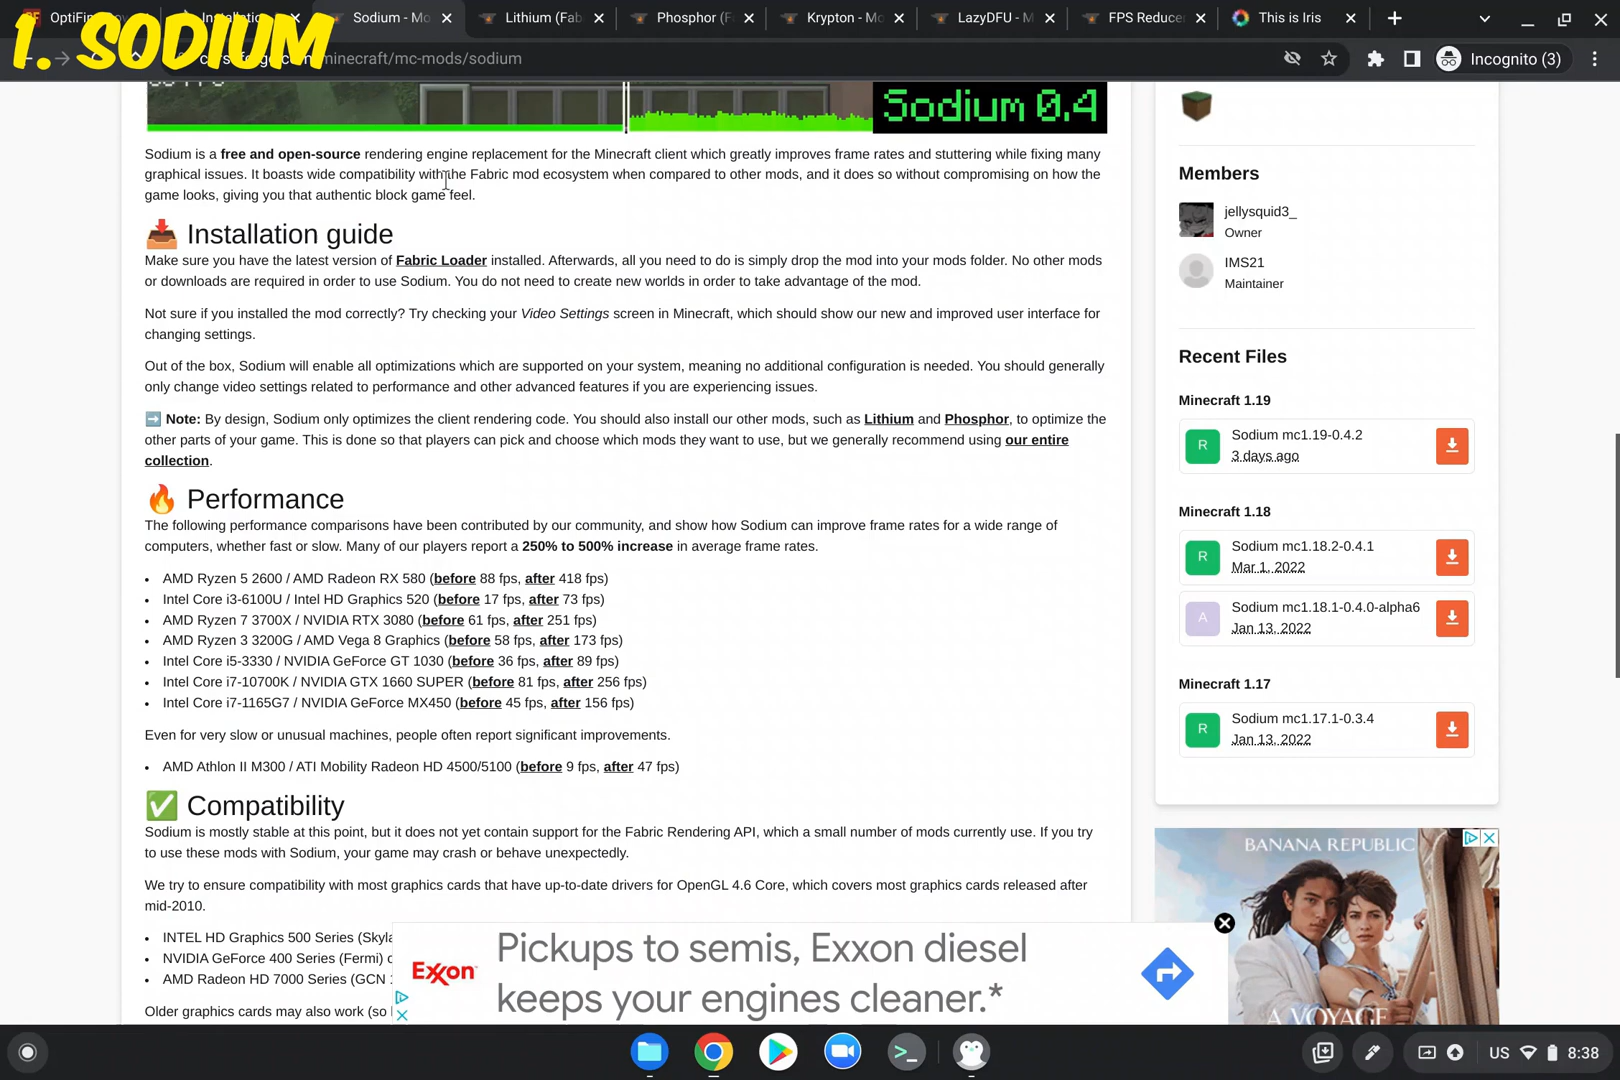 OptiFine
Installatio
Sodium - Mo
Lithium (Fab
Phosphor (F
Krypton - Mo
LazyDFU - M
FPS Reducer
This is Iris
1. SODIUM
minecraft/mc-mods/sodium
Incognito (3)
Sodium 0.4
Sodium is a free and open-source rendering engine replacement for the Minecraft client which greatly improves frame rates and stuttering while fixing many
graphical issues. It boasts wide compatibility with the Fabric mod ecosystem when compared to other mods, and it does so without compromising on how the
game looks, giving you that authentic block game feel.
Installation guide
Make sure you have the latest version of Fabric Loader installed. Afterwards, all you need to do is simply drop the mod into your mods folder. No other mods
or downloads are required in order to use Sodium. You do not need to create new worlds in order to take advantage of the mod.
Not sure if you installed the mod correctly? Try checking your Video Settings screen in Minecraft, which should show our new and improved user interface for
changing settings.
Out of the box, Sodium will enable all optimizations which are supported on your system, meaning no additional configuration is needed. You should generally
only change video settings related to performance and other advanced features if you are experiencing issues.
Note: By design, Sodium only optimizes the client rendering code. You should also install our other mods, such as Lithium and Phosphor, to optimize the
other parts of your game. This is done so that players can pick and choose which mods they want to use, but we generally recommend using our entire
collection.
Performance
The following performance comparisons have been contributed by our community, and show how Sodium can improve frame rates for a wide range of
computers, whether fast or slow. Many of our players report a 250% to 500% increase in average frame rates.
• AMD Ryzen 5 2600 / AMD Radeon RX 580 (before 88 fps, after 418 fps)
• Intel Core i3-6100U / Intel HD Graphics 520 (before 17 fps, after 73 fps)
• AMD Ryzen 7 3700X / NVIDIA RTX 3080 (before 61 fps, after 251 fps)
• AMD Ryzen 3 3200G / AMD Vega 8 Graphics (before 58 fps, after 173 fps)
• Intel Core i5-3330 / NVIDIA GeForce GT 1030 (before 36 fps, after 89 fps)
• Intel Core i7-10700K / NVIDIA GTX 1660 SUPER (before 81 fps, after 256 fps)
• Intel Core i7-1165G7 / NVIDIA GeForce MX450 (before 45 fps, after 156 fps)
Even for very slow or unusual machines, people often report significant improvements.
• AMD Athlon II M300 / ATI Mobility Radeon HD 4500/5100 (before 9 fps, after 47 fps)
Compatibility
Sodium is mostly stable at this point, but it does not yet contain support for the Fabric Rendering API, which a small number of mods currently use. If you try
to use these mods with Sodium, your game may crash or behave unexpectedly.
We try to ensure compatibility with most graphics cards that have up-to-date drivers for OpenGL 4.6 Core, which covers most graphics cards released after
mid-2010.
• INTEL HD Graphics 500 Series (Skyla
• NVIDIA GeForce 400 Series (Fermi) o
• AMD Radeon HD 7000 Series (GCN
Older graphics cards may also work (so
Members
jellysquid3_
Owner
IMS21
Maintainer
Recent Files
Minecraft 1.19
R
Sodium mc1.19-0.4.2
3 days ago
Minecraft 1.18
R
Sodium mc1.18.2-0.4.1
Mar 1, 2022
A
Sodium mc1.18.1-0.4.0-alpha6
Jan 13, 2022
Minecraft 1.17
R
Sodium mc1.17.1-0.3.4
Jan 13, 2022
BANANA REPUBLIC
A VOYAGE
Exxon
Pickups to semis, Exxon diesel
keeps your engines cleaner.*
US
8:38